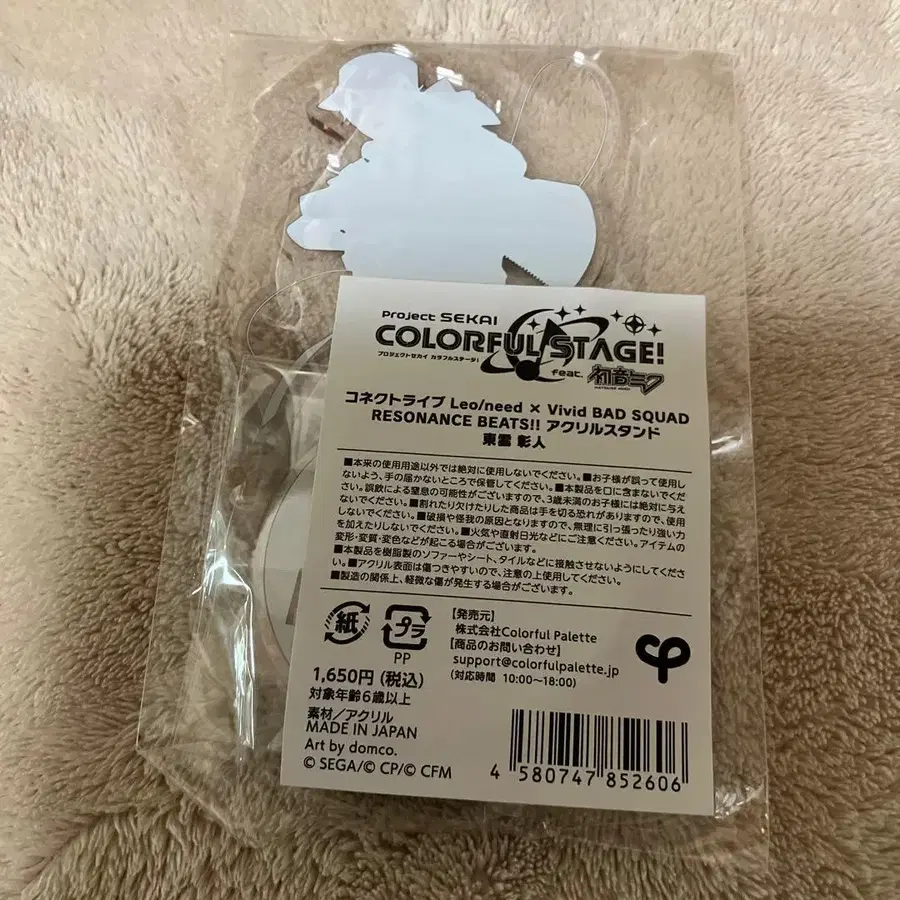 Project SEKAI
COLORFUL STAGE!
プロジェクトセカイ カラフルステージ!
feat. 初音ミク
HATSUNE MIKU
コネクトライブ Leo/need × Vivid BAD SQUAD
RESONANCE BEATS!! アクリルスタンド
東雲 彰人
■本来の使用用途以外では絶対に使用しないでください。■お子様が誤って使用し
ないよう、手の届かないところで保管してください。■本製品を口に含まないでくだ
さい。誤飲による窒息の可能性がございますので、3歳未満のお子様には絶対に与え
ないでください。■割れたり欠けたりした商品は手を切る恐れがありますので、使用
しないでください。■破損や怪我の原因となりますので、無理に引っ張ったり強い力
を加えたりしないでください。■火気や直射日光などにご注意ください。アイテムの
変形・変質・変色などが起こる場合がございます。
■本製品を樹脂製のソファーやシート、タイルなどに接触させないようにしてくださ
い。■アクリル表面は傷つきやすいので、注意の上使用してください。
■製造の関係上、軽微な傷が発生する場合がございます。
紙
プラ
PP
1,650円(税込)
対象年齢6歳以上
素材/アクリル
MADE IN JAPAN
Art by domco.
© SEGA/© CP/© CFM
【発売元】
株式会社Colorful Palette
【商品のお問い合わせ】
support@colorfulpalette.jp
(対応時間 10:00〜18:00)
cp
4 580747 852606